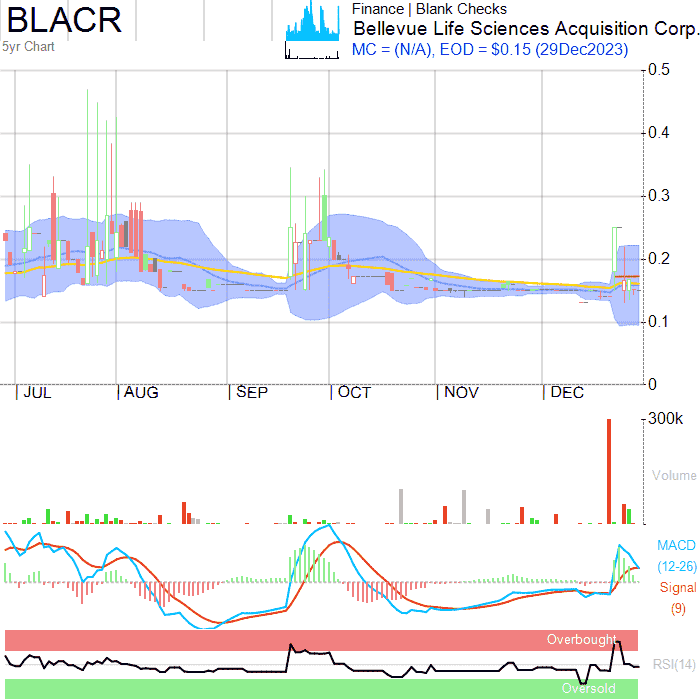 BLACR
5yr Chart
Finance | Blank Checks
Bellevue Life Sciences Acquisition Corp.
MC = (N/A), EOD = $0.15 (29Dec2023)
0.5
0.4
0.3
0.2
0.1
0
JUL AUG SEP OCT NOV DEC
300k
Volume
MACD
(12-26)
Signal
(9)
Overbought
RSI(14)
Oversold